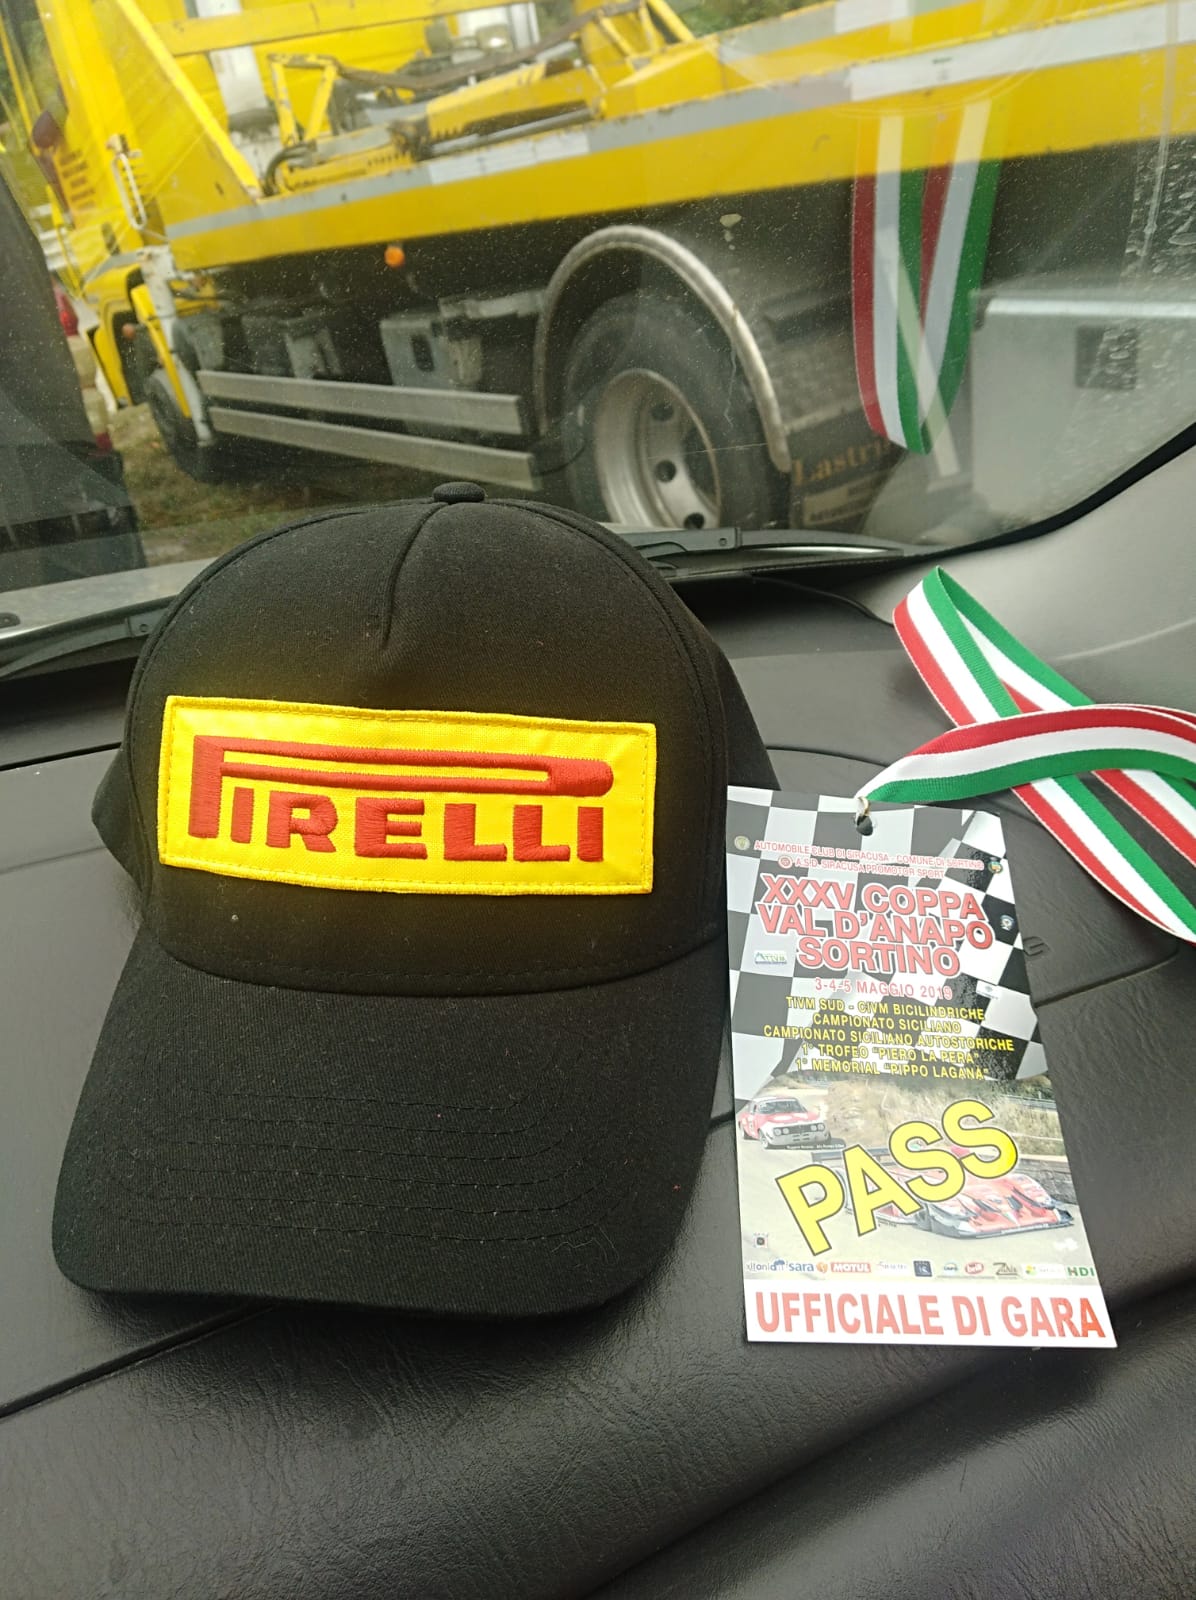 Lastri
PIRELLI
AUTOMOBILE CLUB DI SIRACUSA - COMUNE DI SORTINO
A.S.D. SIRACUSA PROMOTOR SPORT
XXXV COPPA
VAL D'ANAPO
SORTINO
3-4-5 MAGGIO 2019
TIVM SUD - CIVM BICILINDRICHE
CAMPIONATO SICILIANO
CAMPIONATO SICILIANO AUTOSTORICHE
1° TROFEO "PIERO LA PERA"
1° MEMORIAL "PIPPO LAGANA"
PASS
sara MOTUL HDI
UFFICIALE DI GARA